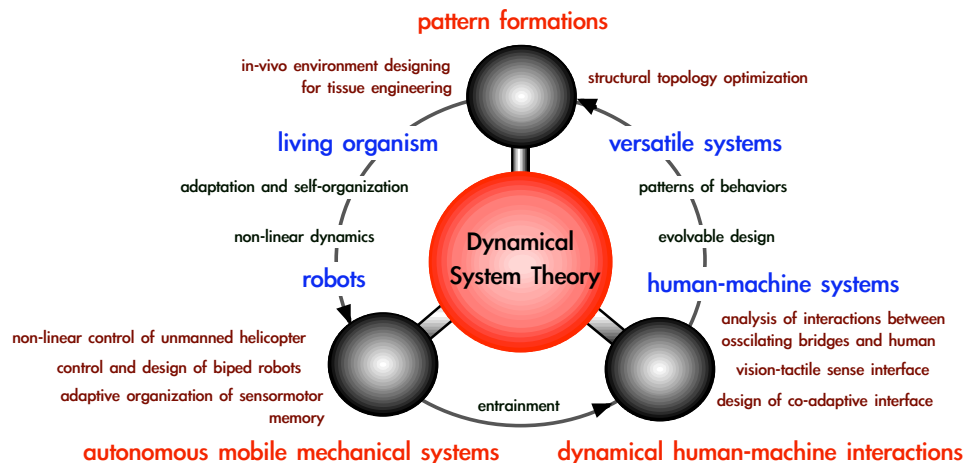 pattern formations
in-vivo environment designing
for tissue engineering
structural topology optimization
living organism
versatile systems
adaptation and self-organization
patterns of behaviors
non-linear dynamics
evolvable design
Dynamical
System Theory
robots
human-machine systems
non-linear control of unmanned helicopter
control and design of biped robots
adaptive organization of sensormotor
memory
analysis of interactions between
osscilating bridges and human
vision-tactile sense interface
design of co-adaptive interface
entrainment
autonomous mobile mechanical systems
dynamical human-machine interactions